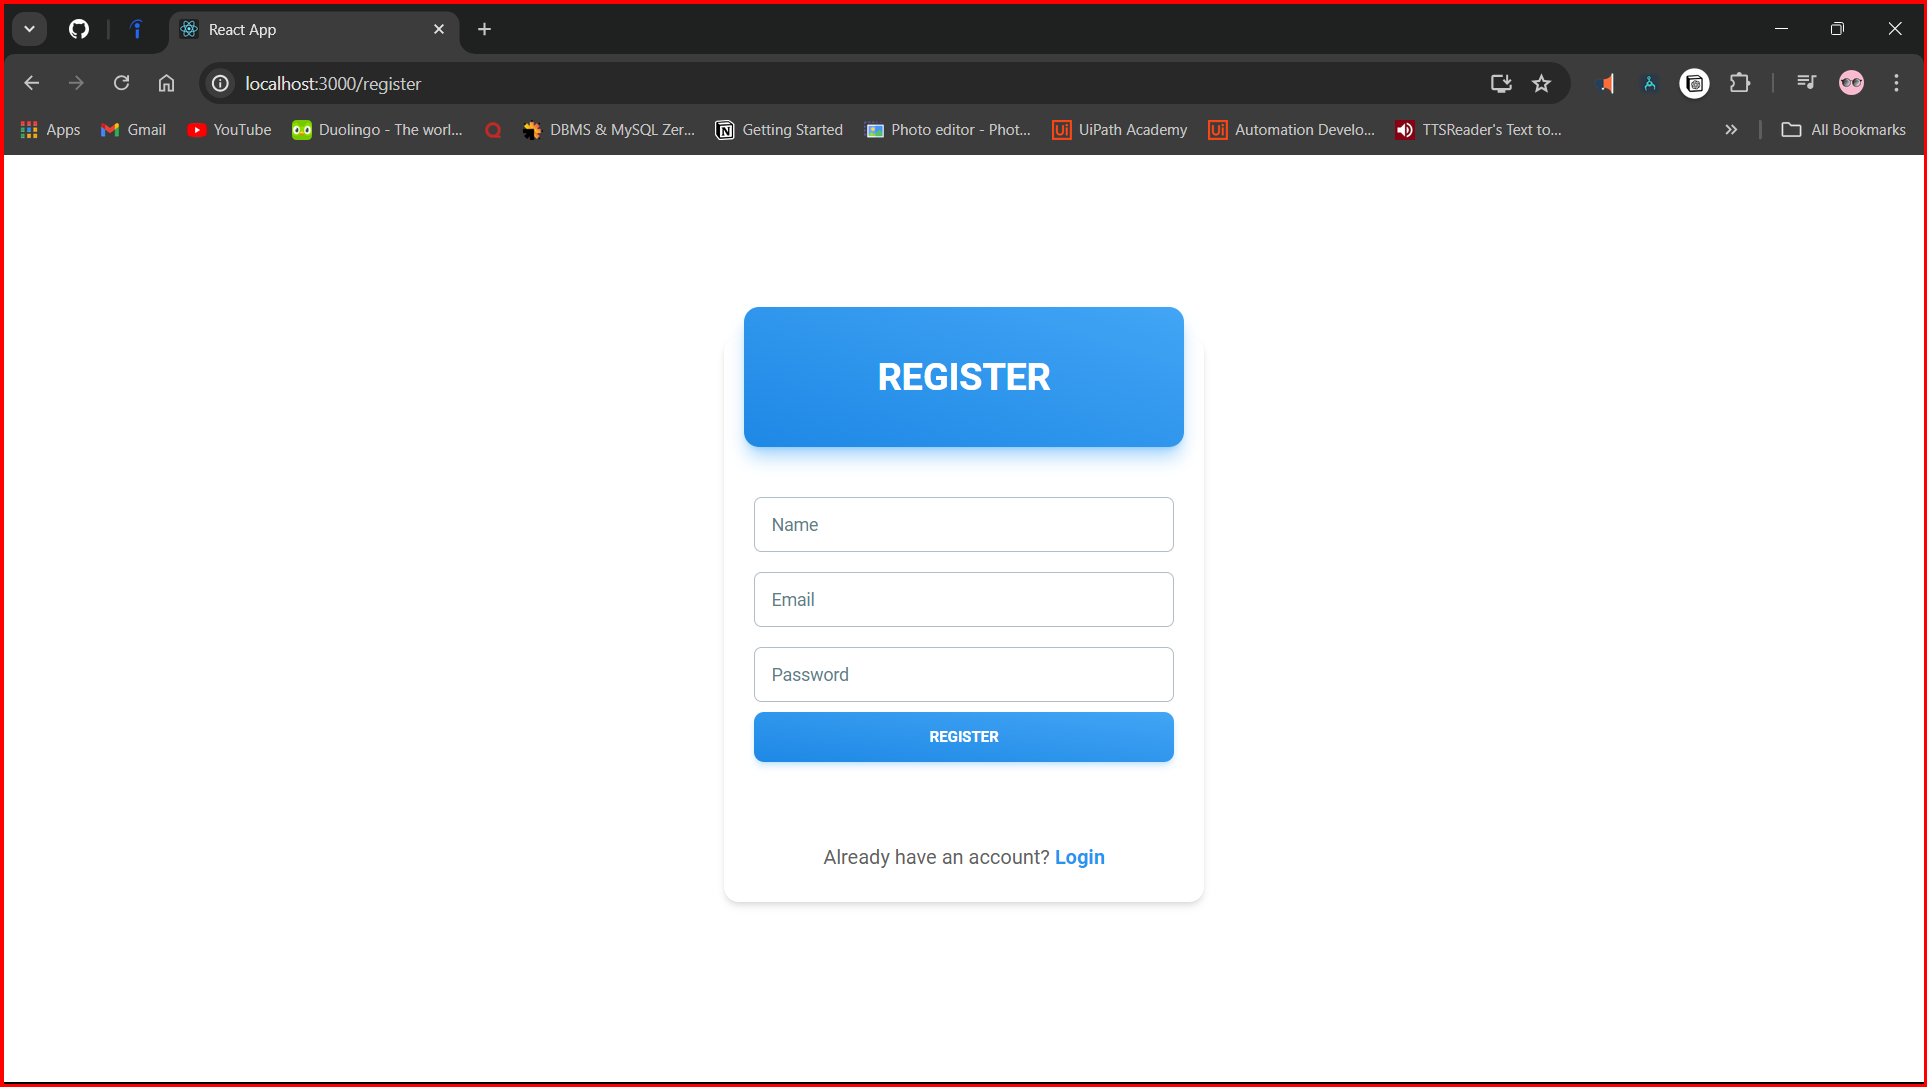 React App
localhost:3000/register
Apps Gmail YouTube Duolingo - The worl... DBMS & MySQL Zer... Getting Started Photo editor - Phot... UiPath Academy Automation Develo... TTSReader's Text to... All Bookmarks
REGISTER
Name
Email
Password
REGISTER
Already have an account? Login